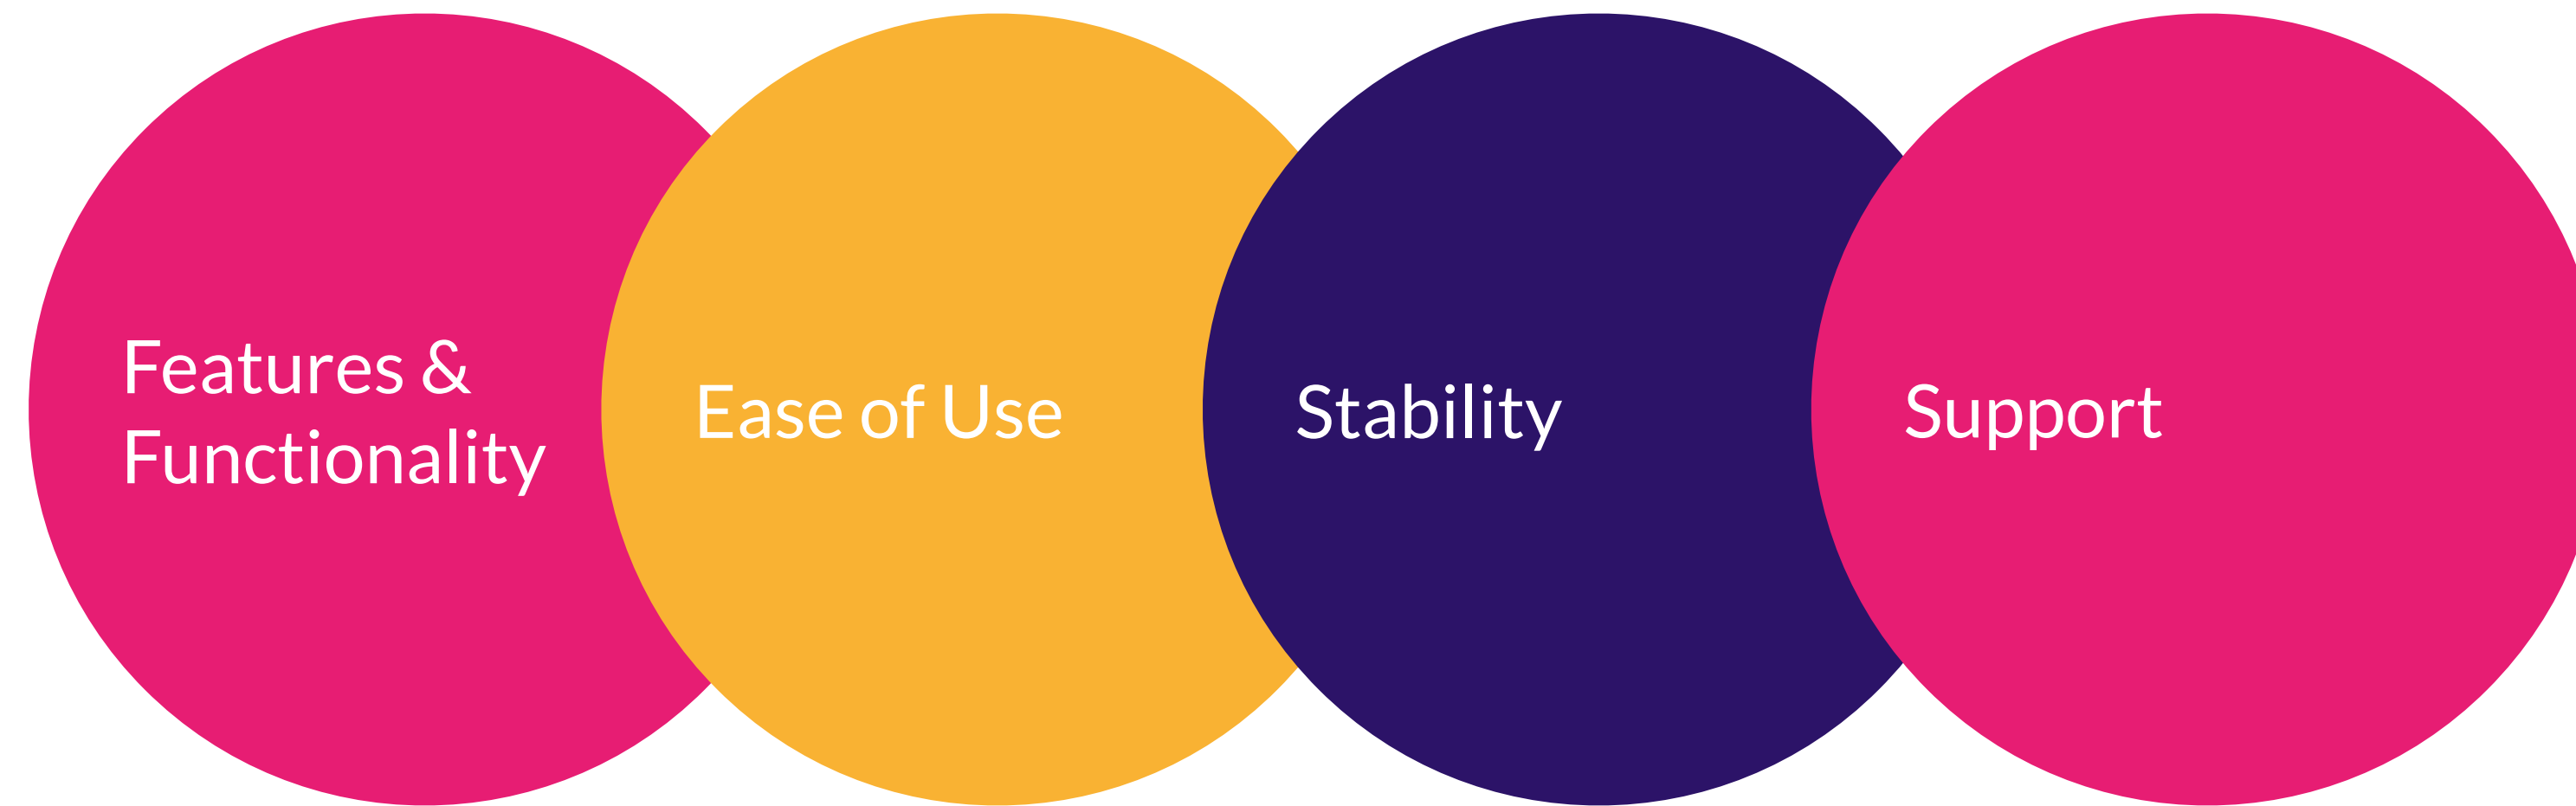 Features &
Functionality
Ease of Use
Stability
Support